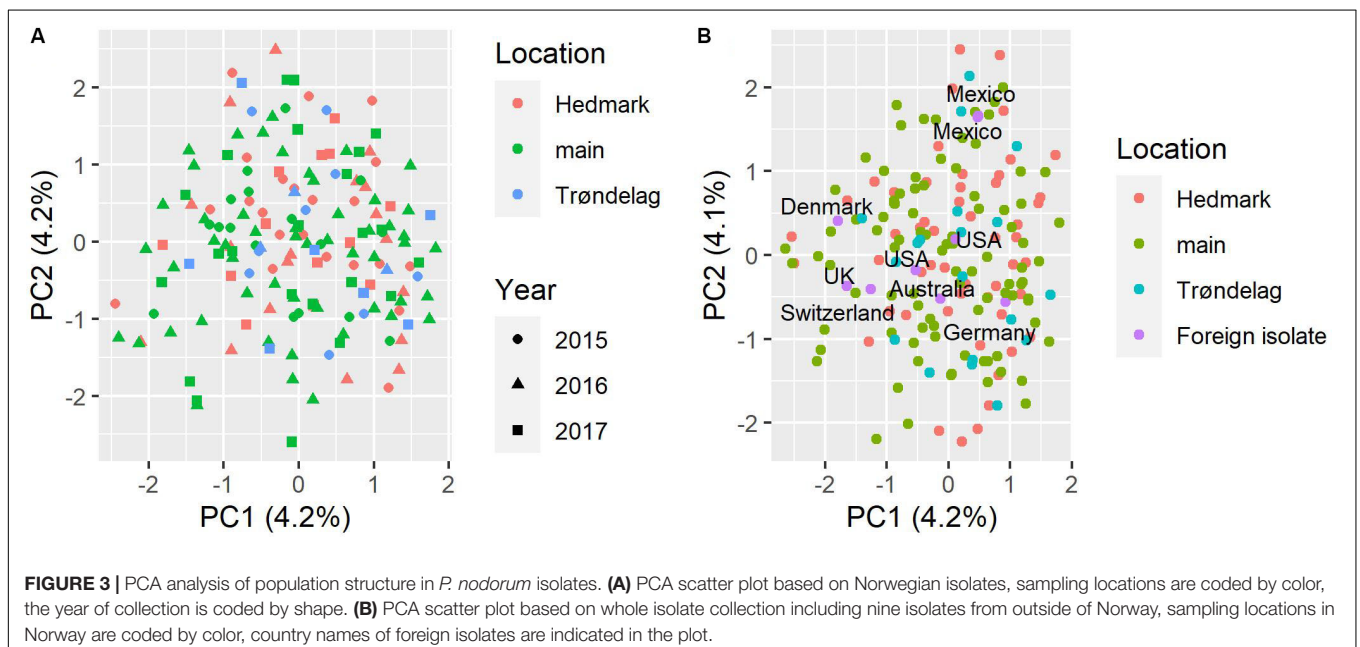 A
Location
Hedmark
main
Trøndelag
Year
2015
2016
2017
2
1
0
-1
-2
PC2 (4.2%)
-2 -1 0 1 2
PC1 (4.2%)
B
Mexico
Mexico
Denmark
USA
USA
UK
Australia
Switzerland
Germany
Location
Hedmark
main
Trøndelag
Foreign isolate
2
1
0
-1
-2
PC2 (4.1%)
-2 -1 0 1 2
PC1 (4.2%)
FIGURE 3 | PCA analysis of population structure in P. nodorum isolates. (A) PCA scatter plot based on Norwegian isolates, sampling locations are coded by color,
the year of collection is coded by shape. (B) PCA scatter plot based on whole isolate collection including nine isolates from outside of Norway, sampling locations in
Norway are coded by color, country names of foreign isolates are indicated in the plot.